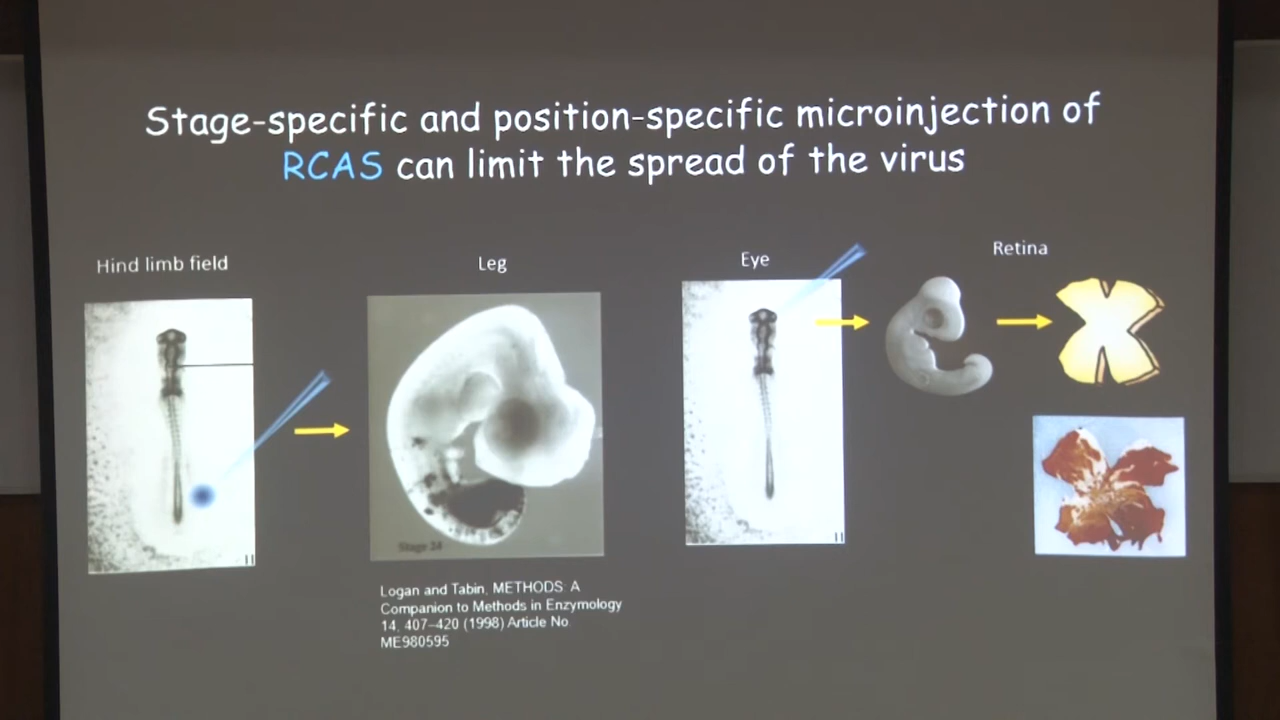 Stage-specific and position-specific microinjection of
RCAS can limit the spread of the virus
Hind limb field
Leg
Eye
Retina
11
11
Stage 24
Logan and Tabin, METHODS: A
Companion to Methods in Enzymology
14, 407–420 (1998) Article No.
ME980595